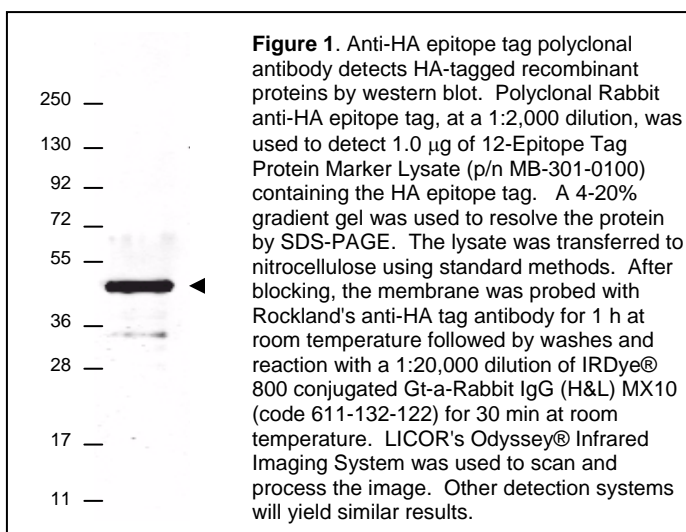 250
130
92
72
55
36
28
17
11
Figure 1. Anti-HA epitope tag polyclonal
antibody detects HA-tagged recombinant
proteins by western blot. Polyclonal Rabbit
anti-HA epitope tag, at a 1:2,000 dilution, was
used to detect 1.0 μg of 12-Epitope Tag
Protein Marker Lysate (p/n MB-301-0100)
containing the HA epitope tag. A 4-20%
gradient gel was used to resolve the protein
by SDS-PAGE. The lysate was transferred to
nitrocellulose using standard methods. After
blocking, the membrane was probed with
Rockland's anti-HA tag antibody for 1 h at
room temperature followed by washes and
reaction with a 1:20,000 dilution of IRDye®
800 conjugated Gt-a-Rabbit IgG (H&L) MX10
(code 611-132-122) for 30 min at room
temperature. LICOR's Odyssey® Infrared
Imaging System was used to scan and
process the image. Other detection systems
will yield similar results.